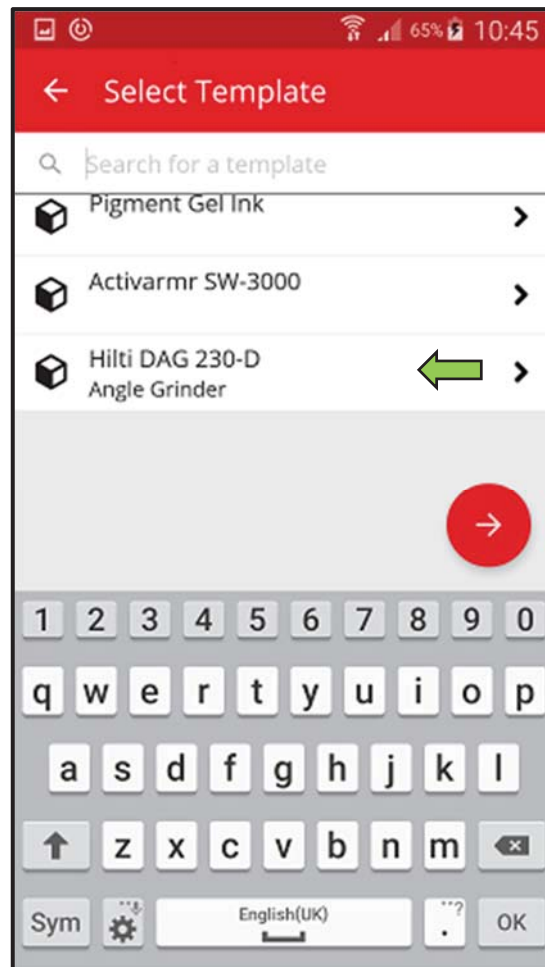 65% 10:45
Select Template
Search for a template
Pigment Gel Ink
Activarmr SW-3000
Hilti DAG 230-D
Angle Grinder
1 2 3 4 5 6 7 8 9 0
q w e r t y u i o p
a s d f g h j k l
z x c v b n m
Sym English(UK) . ...? OK